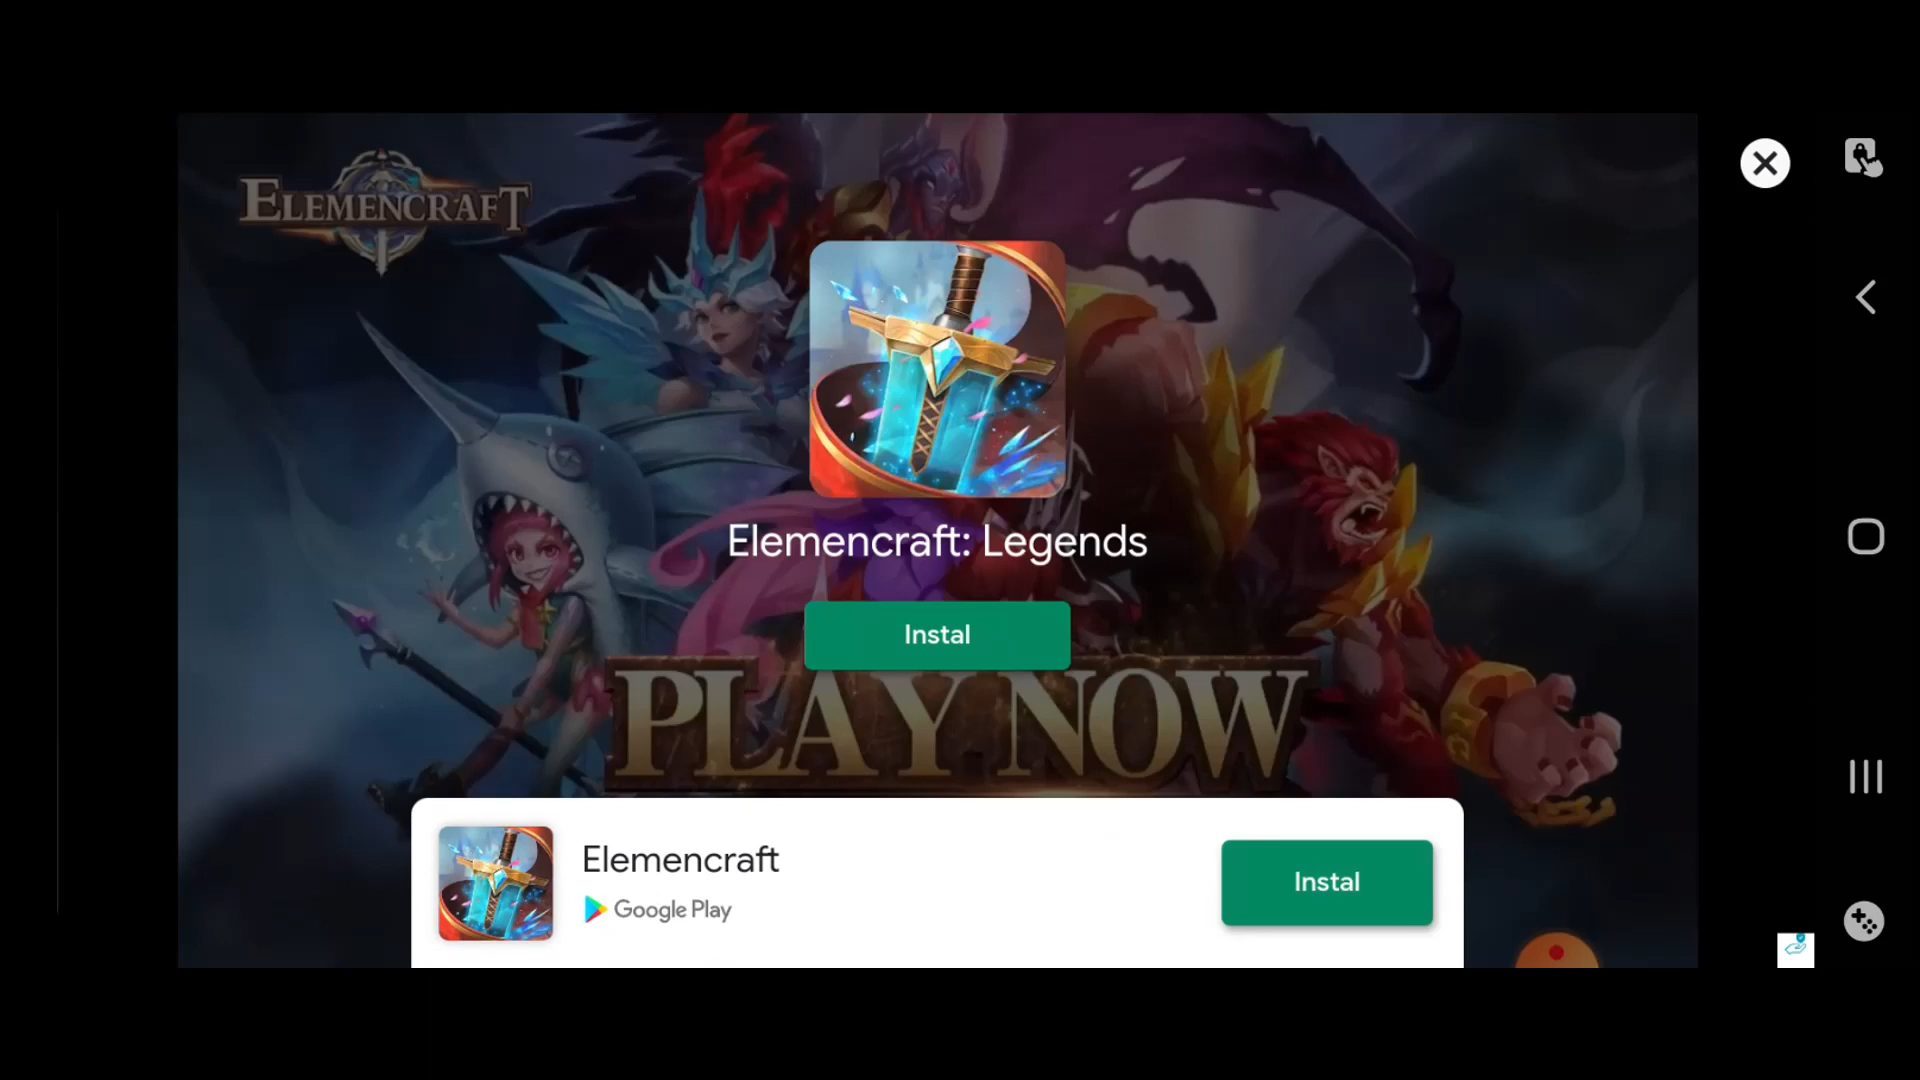 ELEMENCRAFT
Elemencraft: Legends
Instal
PLAY NOW
Elemencraft
Google Play
Instal